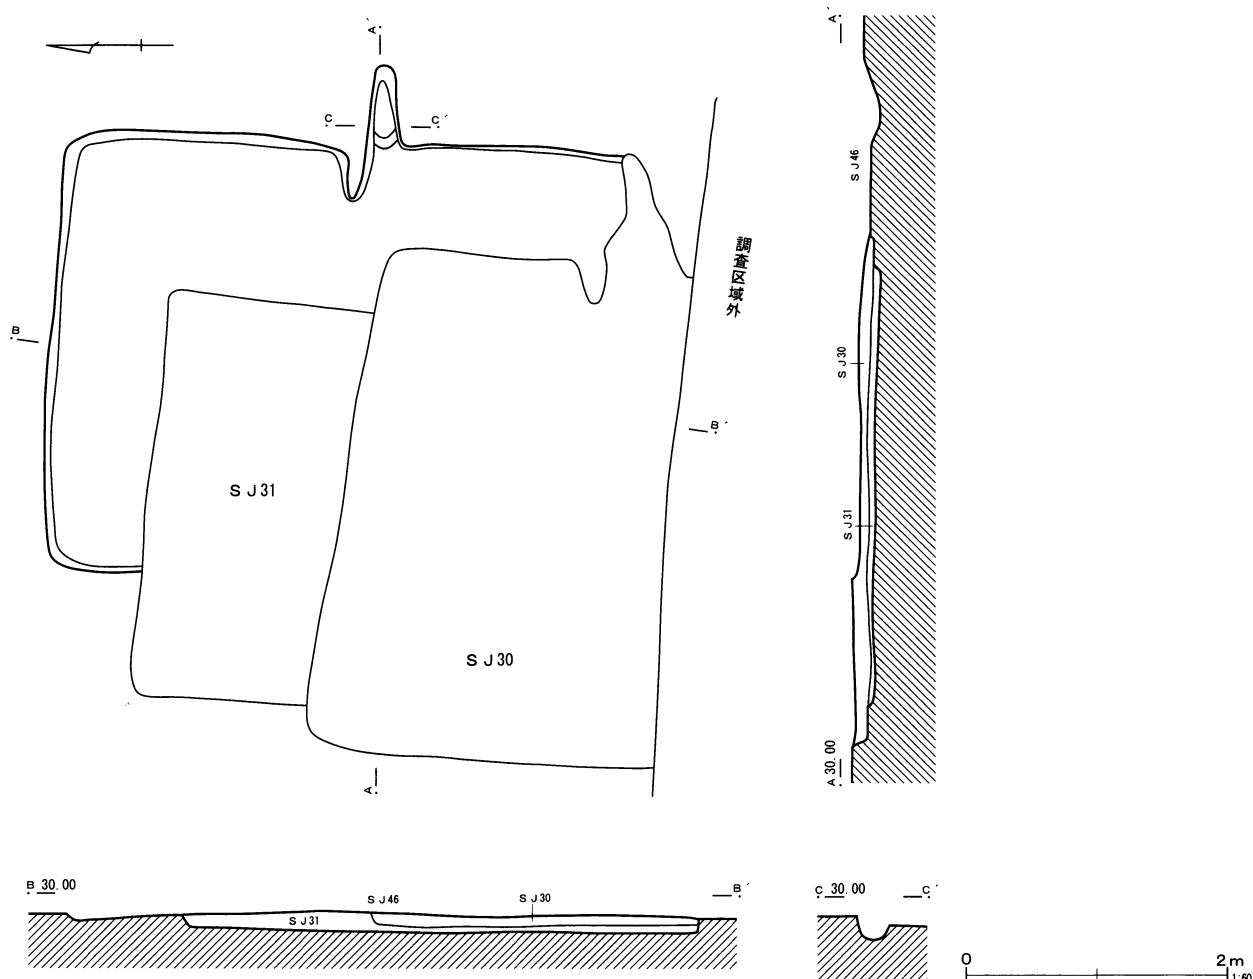 A´
A´
C
C´
SJ46
調査区域外
B
SJ30
B´
SJ31
SJ31
SJ30
A 30.00
A
B 30.00
SJ46
SJ30
B´
C 30.00
C´
SJ31
0
2m
1:60